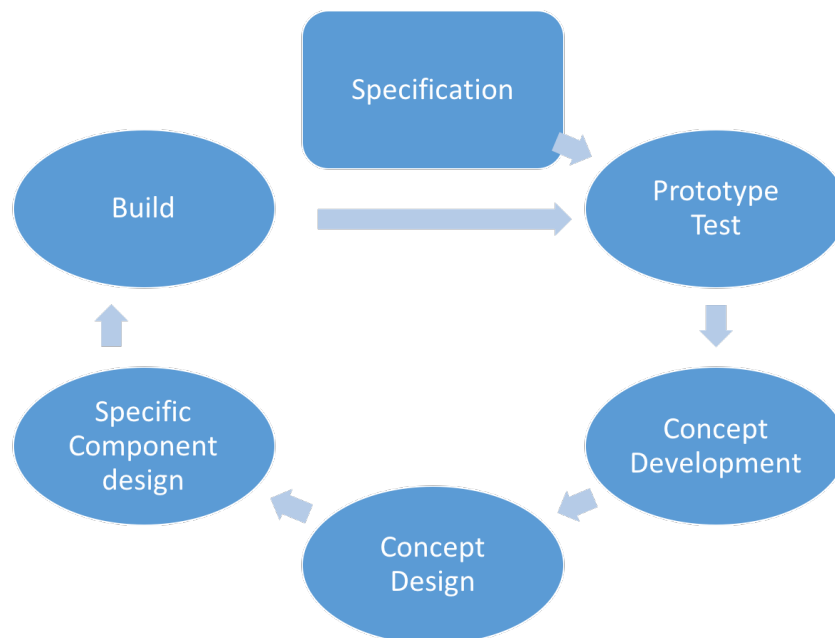 Specification
Build
Prototype
Test
Specific
Component
design
Concept
Development
Concept
Design